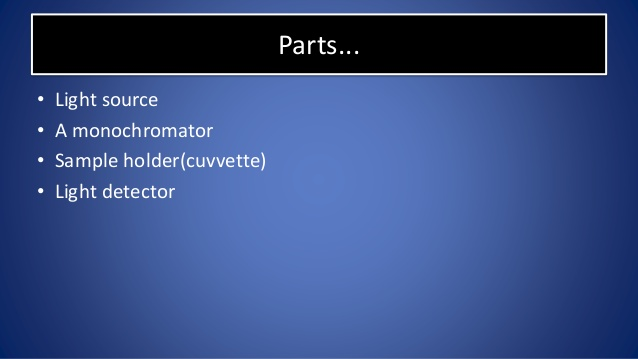 Parts...
• Light source
• A monochromator
• Sample holder(cuvvette)
• Light detector